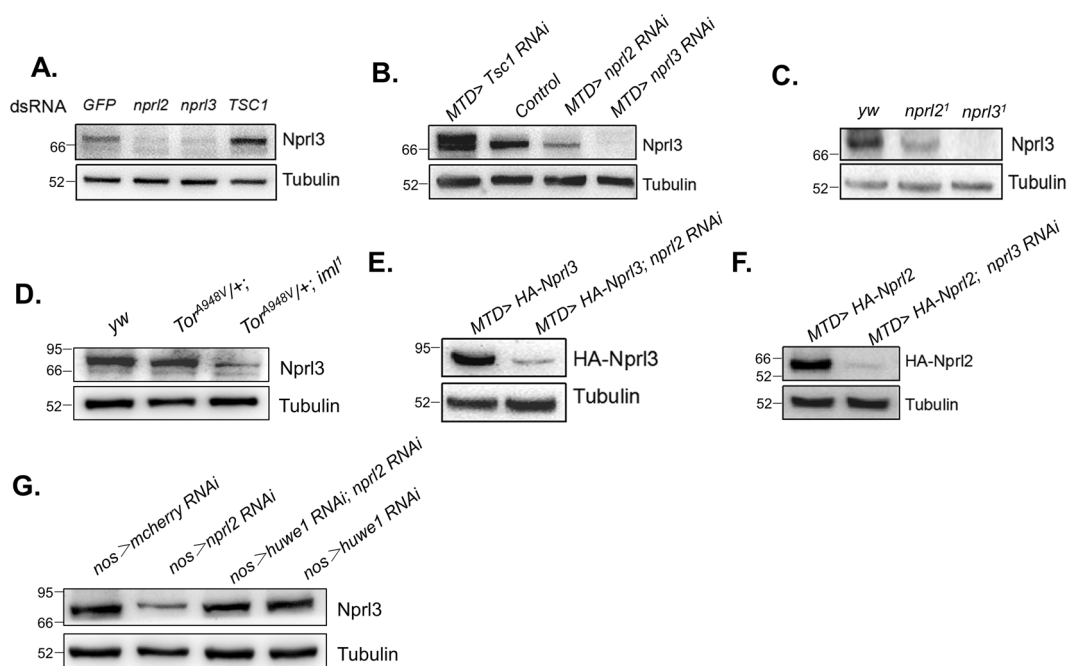 A.
dsRNA GFP nprl2 nprl3 TSC1
66 Nprl3
52 Tubulin
B.
MTD> Tsc1 RNAi
Control
MTD> nprl2 RNAi
MTD> nprl3 RNAi
66 Nprl3
52 Tubulin
C.
yw nprl2¹ nprl3¹
66 Nprl3
52 Tubulin
D.
yw
Torᴬ⁹⁴⁸ⱽ/+;
Torᴬ⁹⁴⁸ⱽ/+; iml¹
95
66 Nprl3
52 Tubulin
E.
MTD> HA-Nprl3
MTD> HA-Nprl3; nprl2 RNAi
95
HA-Nprl3
52 Tubulin
F.
MTD> HA-Nprl2
MTD> HA-Nprl2; nprl3 RNAi
66 HA-Nprl2
52
52 Tubulin
G.
nos>mcherry RNAi
nos>nprl2 RNAi
nos>huwe1 RNAi; nprl2 RNAi
nos>huwe1 RNAi
95
Nprl3
66
52 Tubulin